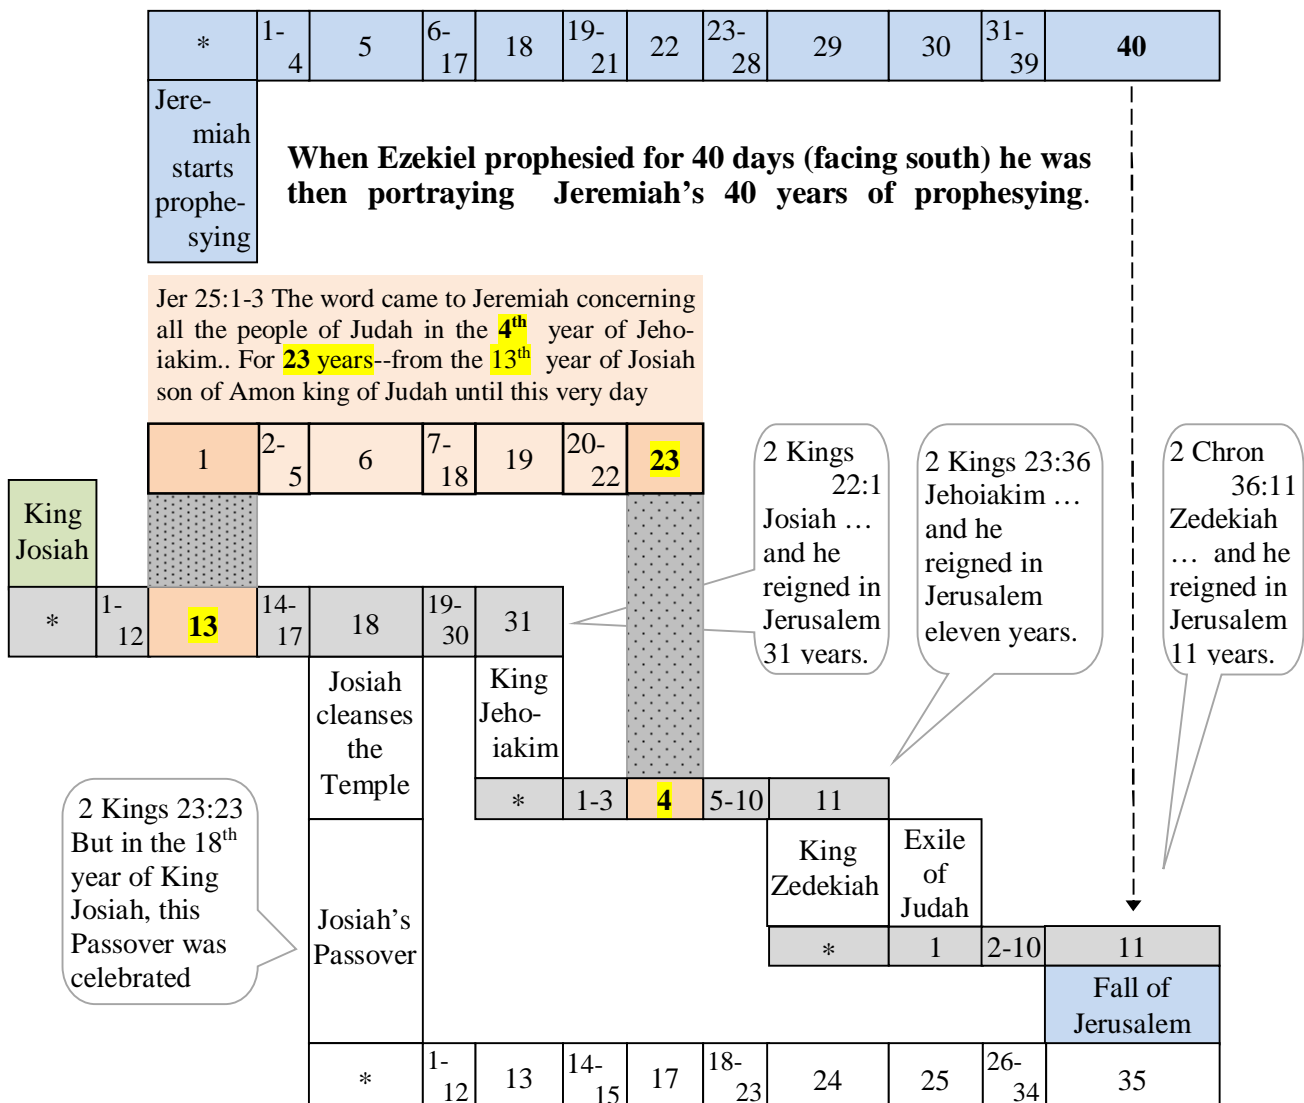 * 1-4 5 6-17 18 19-21 22 23-28 29 30 31-39 40
Jere-
miah
starts
prophe-
sying
When Ezekiel prophesied for 40 days (facing south) he was
then portraying Jeremiah's 40 years of prophesying.
Jer 25:1-3 The word came to Jeremiah concerning
all the people of Judah in the 4th year of Jeho-
iakim.. For 23 years--from the 13th year of Josiah
son of Amon king of Judah until this very day
1 2-5 6 7-18 19 20-22 23
2 Kings
22:1
Josiah …
and he
reigned in
Jerusalem
31 years.
2 Kings 23:36
Jehoiakim …
and he
reigned in
Jerusalem
eleven years.
2 Chron
36:11
Zedekiah
… and he
reigned in
Jerusalem
11 years.
King
Josiah
* 1-12 13 14-17 18 19-30 31
Josiah
cleanses
the
Temple
King
Jeho-
iakim
* 1-3 4 5-10 11
2 Kings 23:23
But in the 18th
year of King
Josiah, this
Passover was
celebrated
Josiah's
Passover
King
Zedekiah
Exile
of
Judah
* 1 2-10 11
Fall of
Jerusalem
* 1-12 13 14-15 17 18-23 24 25 26-34 35